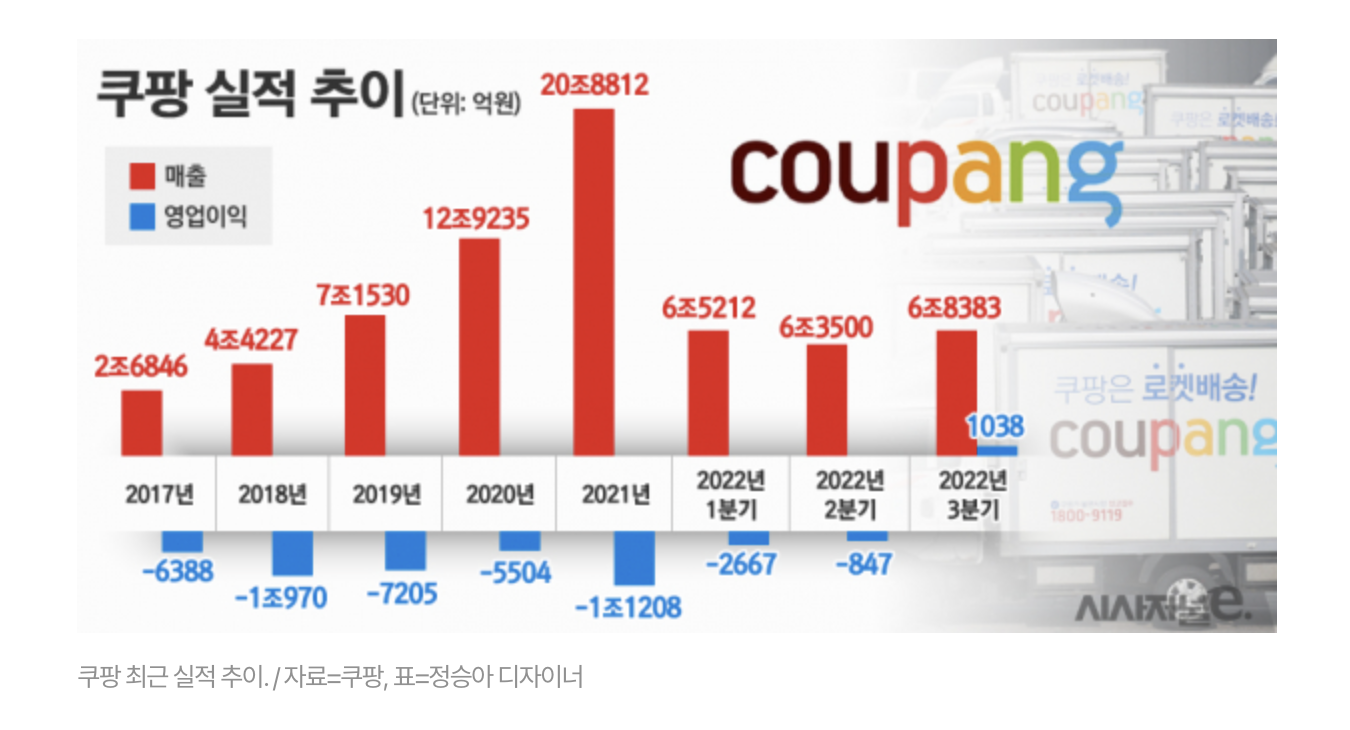 쿠팡 실적 추이 (단위: 억원)
매출
영업이익
coupang
20조8812
12조9235
7조1530
4조4227
2조6846
6조5212
6조3500
6조8383
1038
2017년
2018년
2019년
2020년
2021년
2022년
1분기
2022년
2분기
2022년
3분기
-6388
-1조970
-7205
-5504
-1조1208
-2667
-847
쿠팡은 로켓배송!
coupang
쿠팡은 로켓배송!
coupang
1800-9119
시사저널e.
쿠팡 최근 실적 추이. / 자료=쿠팡, 표=정승아 디자이너